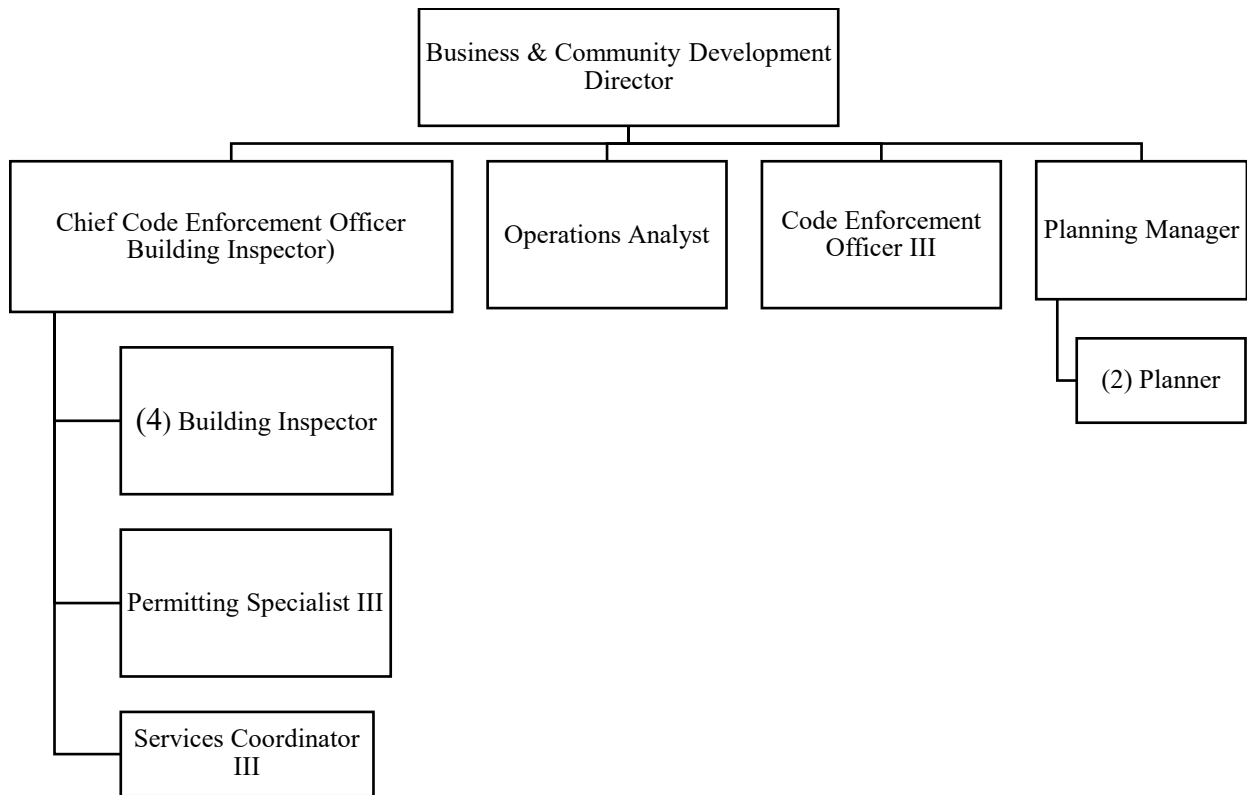 Business & Community Development
Director
Chief Code Enforcement Officer
Building Inspector)
Operations Analyst
Code Enforcement
Officer III
Planning Manager
(4) Building Inspector
(2) Planner
Permitting Specialist III
Services Coordinator
III